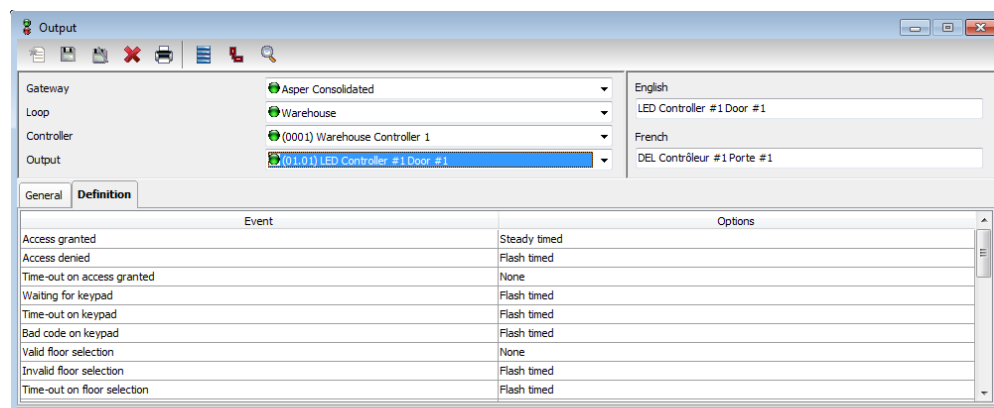 Output
Gateway
Asper Consolidated
English
Loop
Warehouse
LED Controller #1 Door #1
Controller
(0001) Warehouse Controller 1
French
Output
(01.01) LED Controller #1 Door #1
DEL Contrôleur #1 Porte #1
General Definition
Event Options
Access granted Steady timed
Access denied Flash timed
Time-out on access granted None
Waiting for keypad Flash timed
Time-out on keypad Flash timed
Bad code on keypad Flash timed
Valid floor selection None
Invalid floor selection Flash timed
Time-out on floor selection Flash timed